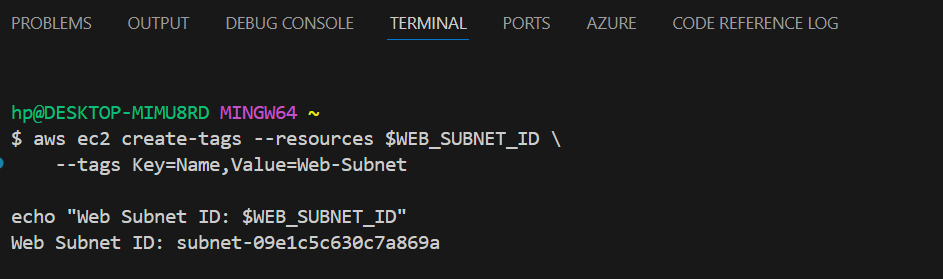 PROBLEMS OUTPUT DEBUG CONSOLE TERMINAL PORTS AZURE CODE REFERENCE LOG
hp@DESKTOP-MIMU8RD MINGW64 ~
$ aws ec2 create-tags --resources $WEB_SUBNET_ID \
    --tags Key=Name,Value=Web-Subnet
echo "Web Subnet ID: $WEB_SUBNET_ID"
Web Subnet ID: subnet-09e1c5c630c7a869a